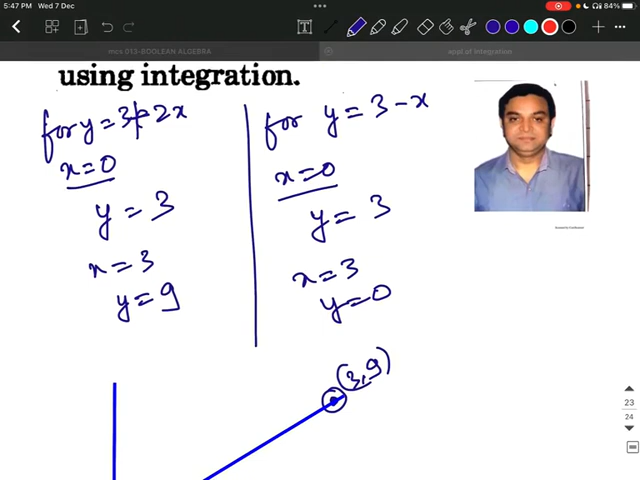 5:47 PM Wed 7 Dec
84%
mcs 013-BOOLEAN ALGEBRA
appl of integration
using integration.
for y = 3+2x
x = 0
y = 3
x = 3
y = 9
for y = 3-x
x = 0
y = 3
x = 3
y = 0
(3,9)
23
24